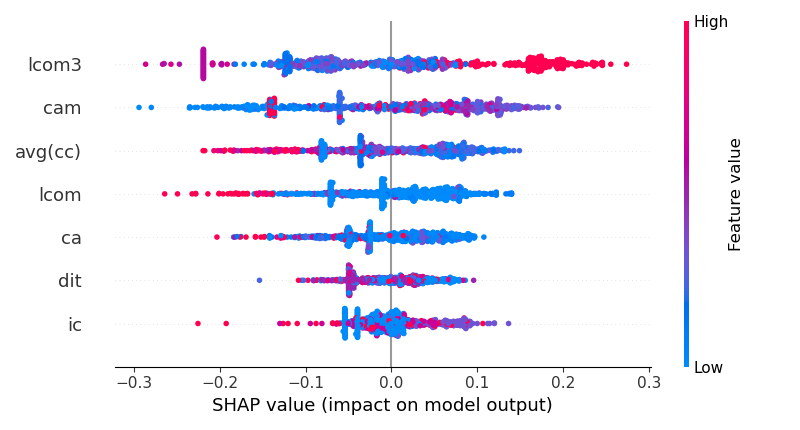 High
lcom3
cam
avg(cc)
lcom
ca
dit
ic
Feature value
Low
−0.3 −0.2 −0.1 0.0 0.1 0.2 0.3
SHAP value (impact on model output)